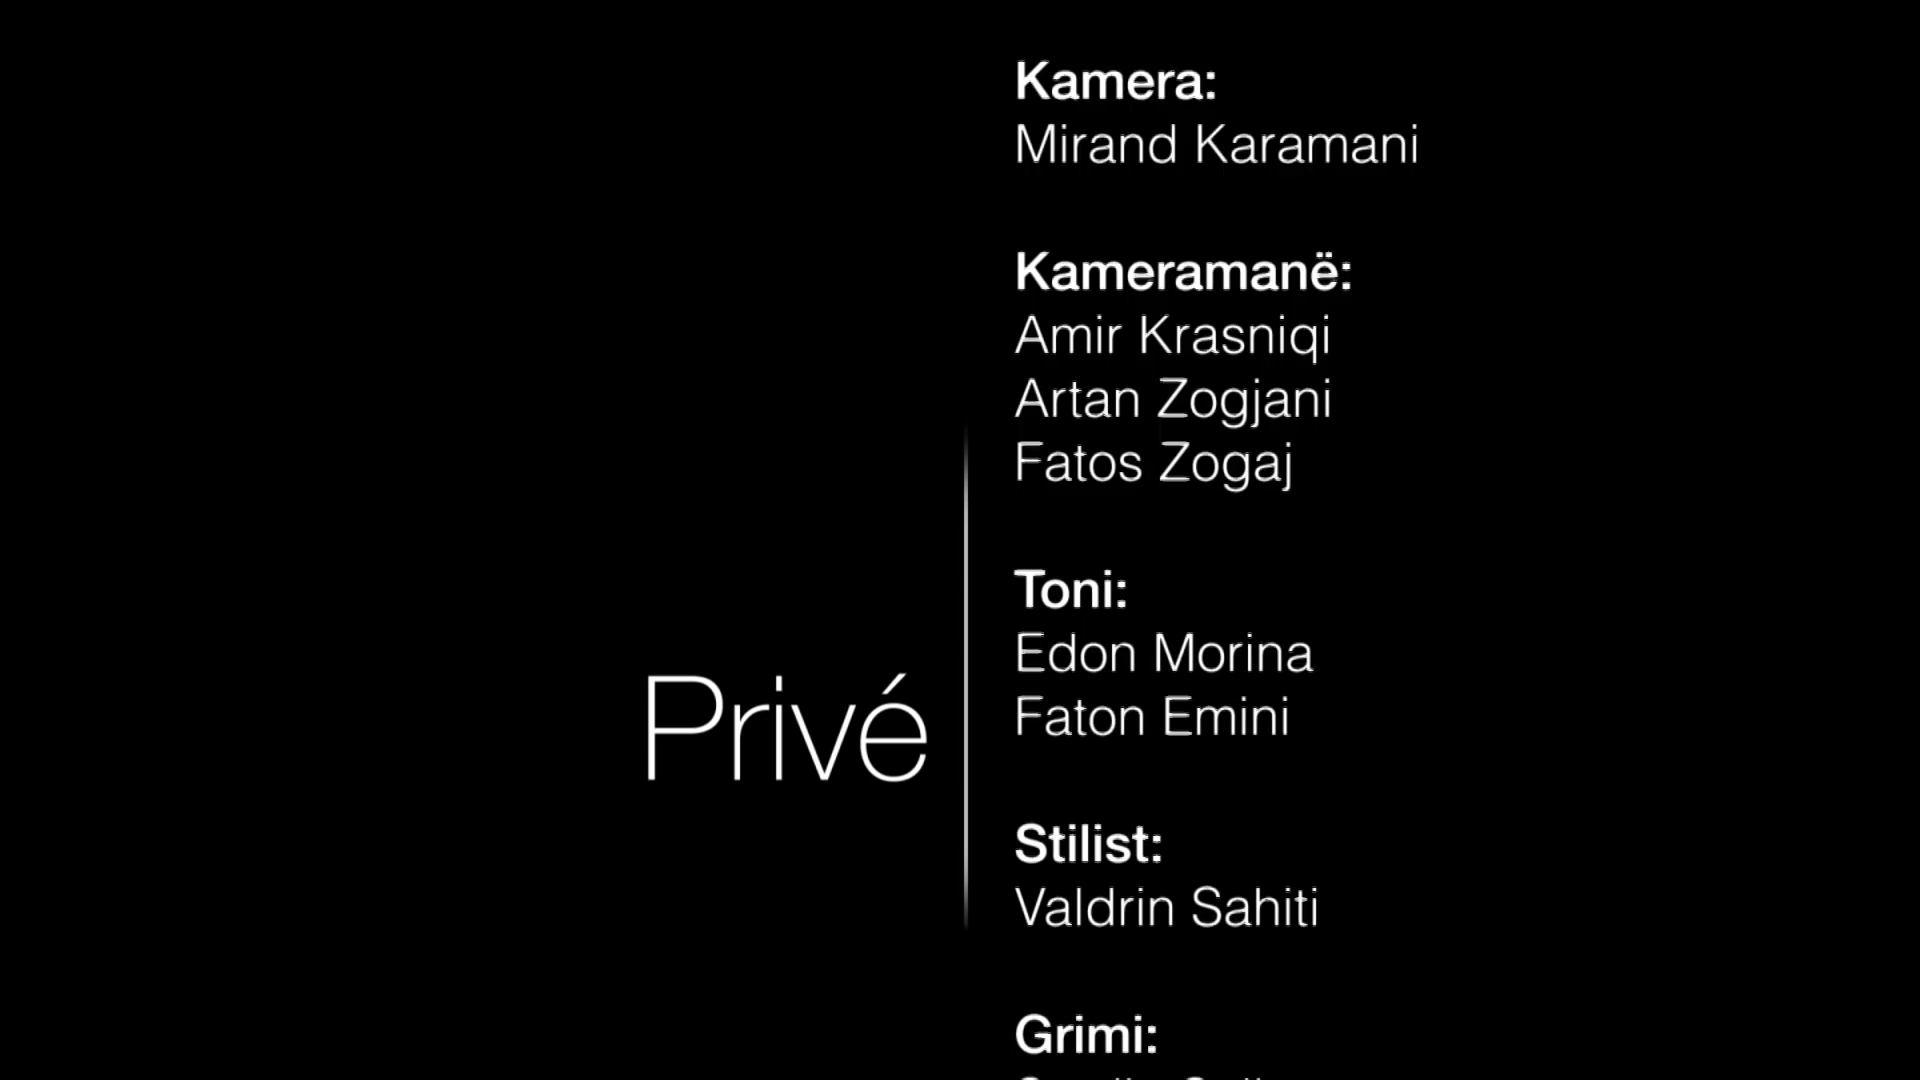 Privé
Kamera:
Mirand Karamani
Kameramanë:
Amir Krasniqi
Artan Zogjani
Fatos Zogaj
Toni:
Edon Morina
Faton Emini
Stilist:
Valdrin Sahiti
Grimi: